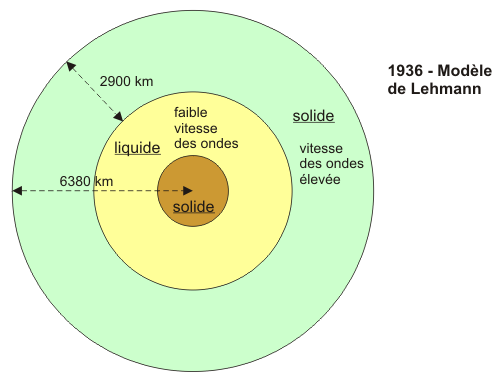 1936 - Modèle
de Lehmann
2900 km
faible
vitesse
des ondes
liquide
solide
vitesse
des ondes
élevée
6380 km
solide